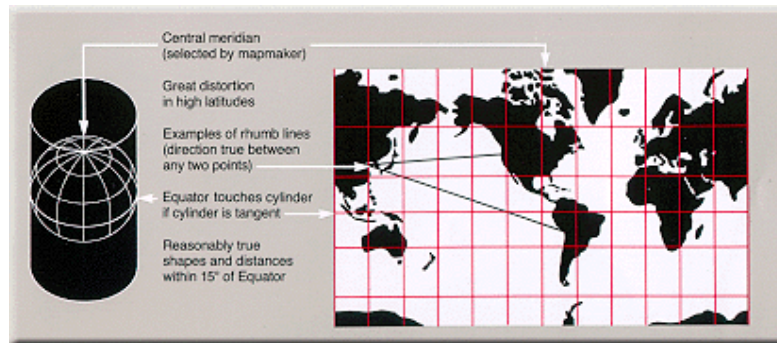 Central meridian
(selected by mapmaker)
Great distortion
in high latitudes
Examples of rhumb lines
(direction true between
any two points)
Equator touches cylinder
if cylinder is tangent
Reasonably true
shapes and distances
within 15° of Equator